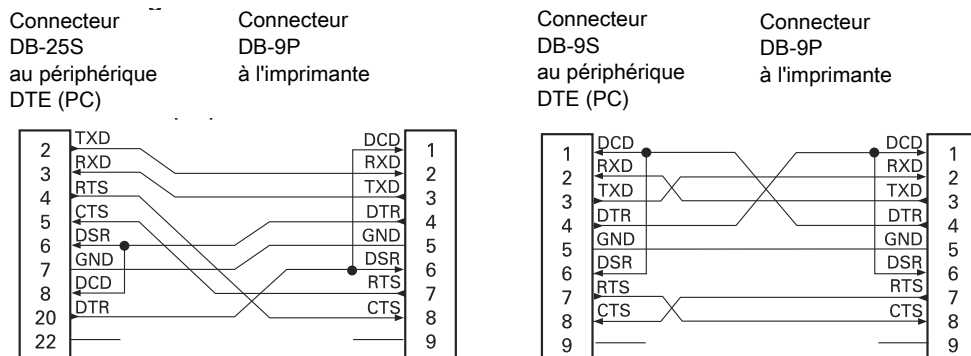 Connecteur
DB-25S
au périphérique
DTE (PC)
Connecteur
DB-9P
à l'imprimante
2 TXD DCD 1
3 RXD RXD 2
4 RTS TXD 3
5 CTS DTR 4
6 DSR GND 5
7 GND DSR 6
8 DCD RTS 7
20 DTR CTS 8
22 9
Connecteur
DB-9S
au périphérique
DTE (PC)
Connecteur
DB-9P
à l'imprimante
1 DCD DCD 1
2 RXD RXD 2
3 TXD TXD 3
4 DTR DTR 4
5 GND GND 5
6 DSR DSR 6
7 RTS RTS 7
8 CTS CTS 8
9 9